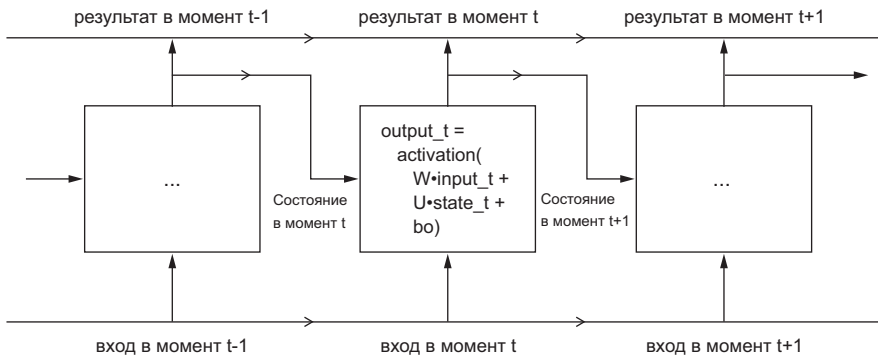 результат в момент t-1
результат в момент t
результат в момент t+1
...
output_t =
activation(
W•input_t +
U•state_t +
bo)
...
Состояние
в момент t
Состояние
в момент t+1
вход в момент t-1
вход в момент t
вход в момент t+1